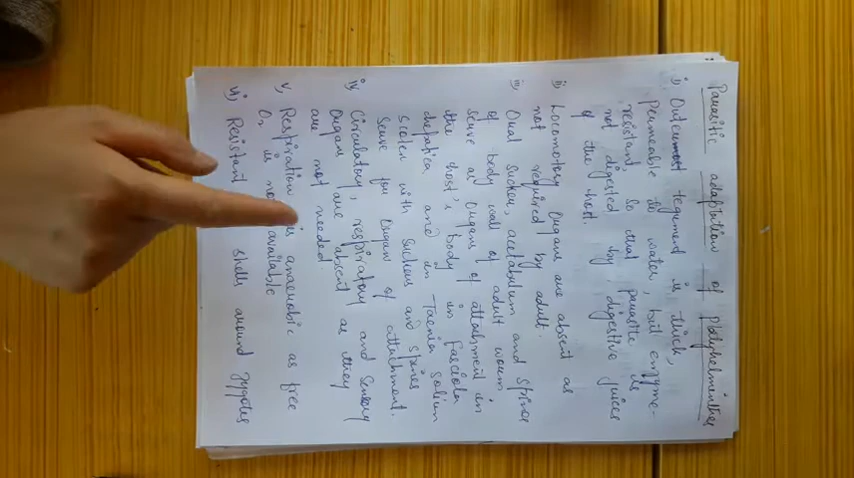 Parasitic adaptation of Platyhelminthes
i) Outermost tegument is thick,
permeable to water, but enzyme-
resistant so that parasite is
not digested by digestive juices
of the host.
ii) Locomotory Organs are absent as
not required by adult.
iii) Oral sucker, acetabulum and spines
of body wall of adult worm
serve as organs of attachment in
the host's body in Fasciola
hepatica and in Taenia solium
scolex with suckers and spines
serve for Organ of attachment.
iv Circulatory, respiratory and sensory
Organs are absent as they
are not needed.
v, Respiration is anaerobic as free
O2 is not available
vi) Resistant shells around zygotes